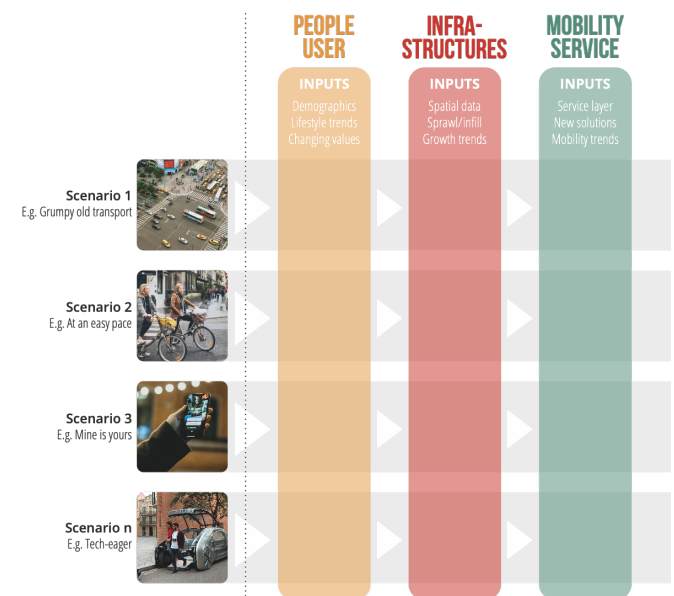 PEOPLE
USER
INFRA-
STRUCTURES
MOBILITY
SERVICE
INPUTS
Demographics
Lifestyle trends
Changing values
INPUTS
Spatial data
Sprawl/infill
Growth trends
INPUTS
Service layer
New solutions
Mobility trends
Scenario 1
E.g. Grumpy old transport
Scenario 2
E.g. At an easy pace
Scenario 3
E.g. Mine is yours
Scenario n
E.g. Tech-eager